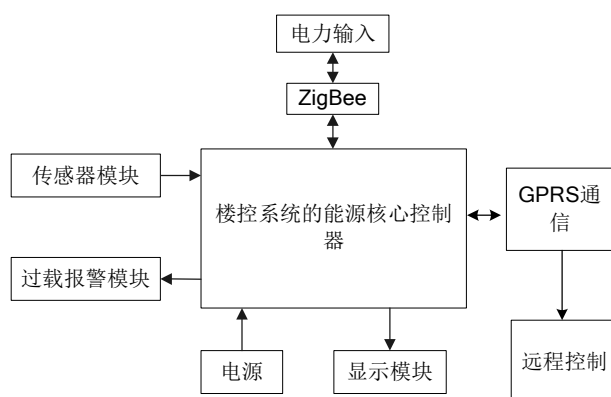 电力输入
ZigBee
传感器模块
楼控系统的能源核心控制
器
GPRS通
信
过载报警模块
电源
显示模块
远程控制